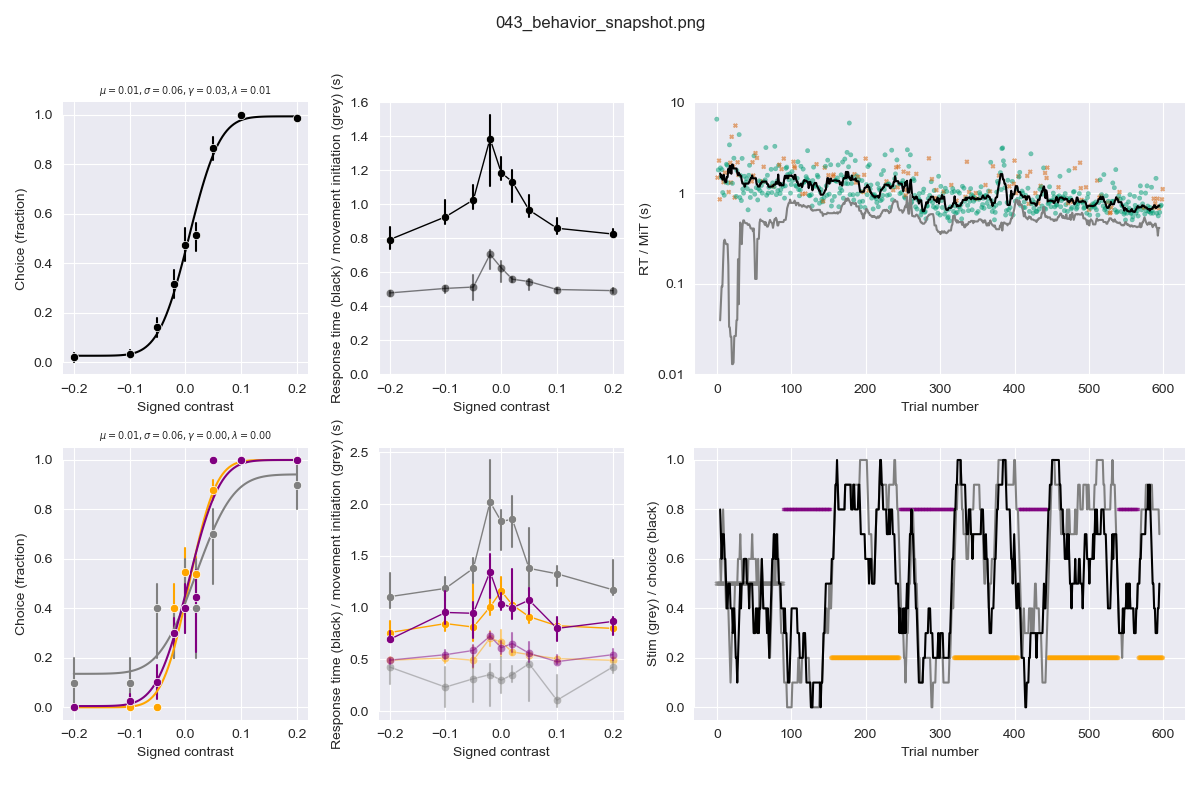 043_behavior_snapshot.png
μ = 0.01, σ = 0.06, γ = 0.03, λ = 0.01
Choice (fraction)
1.0
0.8
0.6
0.4
0.2
0.0
−0.2 −0.1 0.0 0.1 0.2
Signed contrast
Response time (black) / movement initiation (grey) (s)
1.6
1.4
1.2
1.0
0.8
0.6
0.4
0.2
0.0
−0.2 −0.1 0.0 0.1 0.2
Signed contrast
RT / MiT (s)
10
1
0.1
0.01
0 100 200 300 400 500 600
Trial number
μ = 0.01, σ = 0.06, γ = 0.00, λ = 0.00
Choice (fraction)
1.0
0.8
0.6
0.4
0.2
0.0
−0.2 −0.1 0.0 0.1 0.2
Signed contrast
Response time (black) / movement initiation (grey) (s)
2.5
2.0
1.5
1.0
0.5
0.0
−0.2 −0.1 0.0 0.1 0.2
Signed contrast
Stim (grey) / choice (black)
1.0
0.8
0.6
0.4
0.2
0.0
0 100 200 300 400 500 600
Trial number